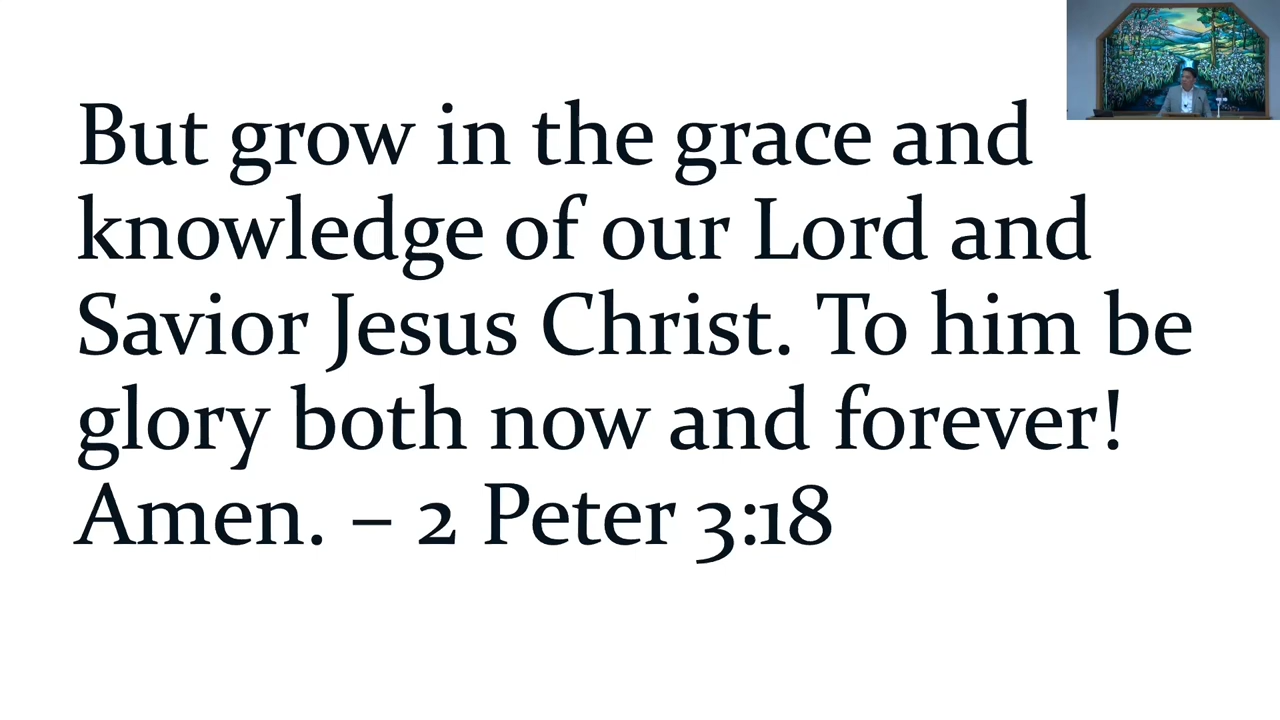 But grow in the grace and
knowledge of our Lord and
Savior Jesus Christ. To him be
glory both now and forever!
Amen. – 2 Peter 3:18